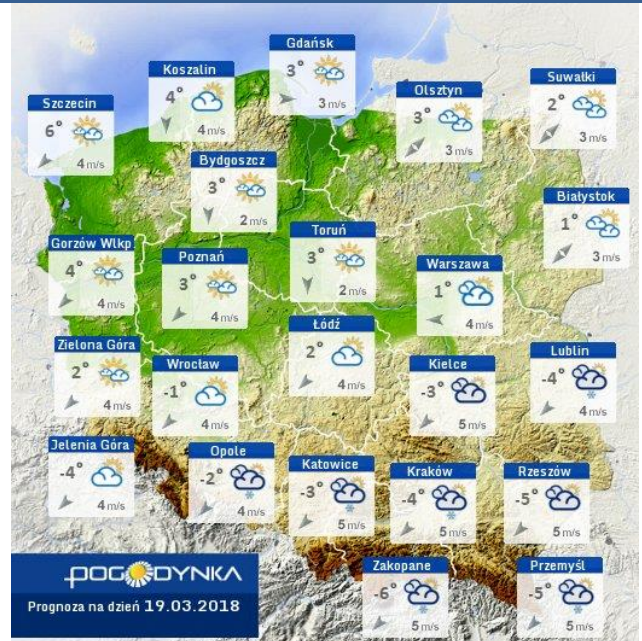 Gdańsk
3°
3 m/s
Koszalin
4°
4 m/s
Suwałki
2°
3 m/s
Olsztyn
3°
3 m/s
Szczecin
6°
4 m/s
Bydgoszcz
3°
2 m/s
Białystok
1°
3 m/s
Toruń
3°
2 m/s
Gorzów Wlkp
4°
4 m/s
Poznań
3°
4 m/s
Warszawa
1°
4 m/s
Łódź
2°
4 m/s
Zielona Góra
2°
4 m/s
Lublin
-4°
4 m/s
Wrocław
-1°
4 m/s
Kielce
-3°
5 m/s
Jelenia Góra
-4°
4 m/s
Opole
-2°
4 m/s
Katowice
-3°
5 m/s
Kraków
-4°
5 m/s
Rzeszów
-5°
5 m/s
Zakopane
-6°
5 m/s
Przemyśl
-5°
5 m/s
POGODYNKA
Prognoza na dzień 19.03.2018